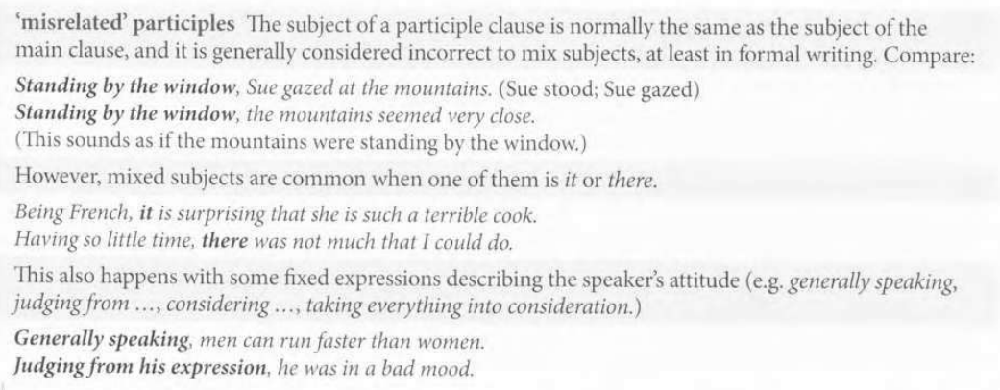 ‘misrelated’ participles The subject of a participle clause is normally the same as the subject of the
main clause, and it is generally considered incorrect to mix subjects, at least in formal writing. Compare:
Standing by the window, Sue gazed at the mountains. (Sue stood; Sue gazed)
Standing by the window, the mountains seemed very close.
(This sounds as if the mountains were standing by the window.)
However, mixed subjects are common when one of them is it or there.
Being French, it is surprising that she is such a terrible cook.
Having so little time, there was not much that I could do.
This also happens with some fixed expressions describing the speaker’s attitude (e.g. generally speaking,
judging from ..., considering ..., taking everything into consideration.)
Generally speaking, men can run faster than women.
Judging from his expression, he was in a bad mood.